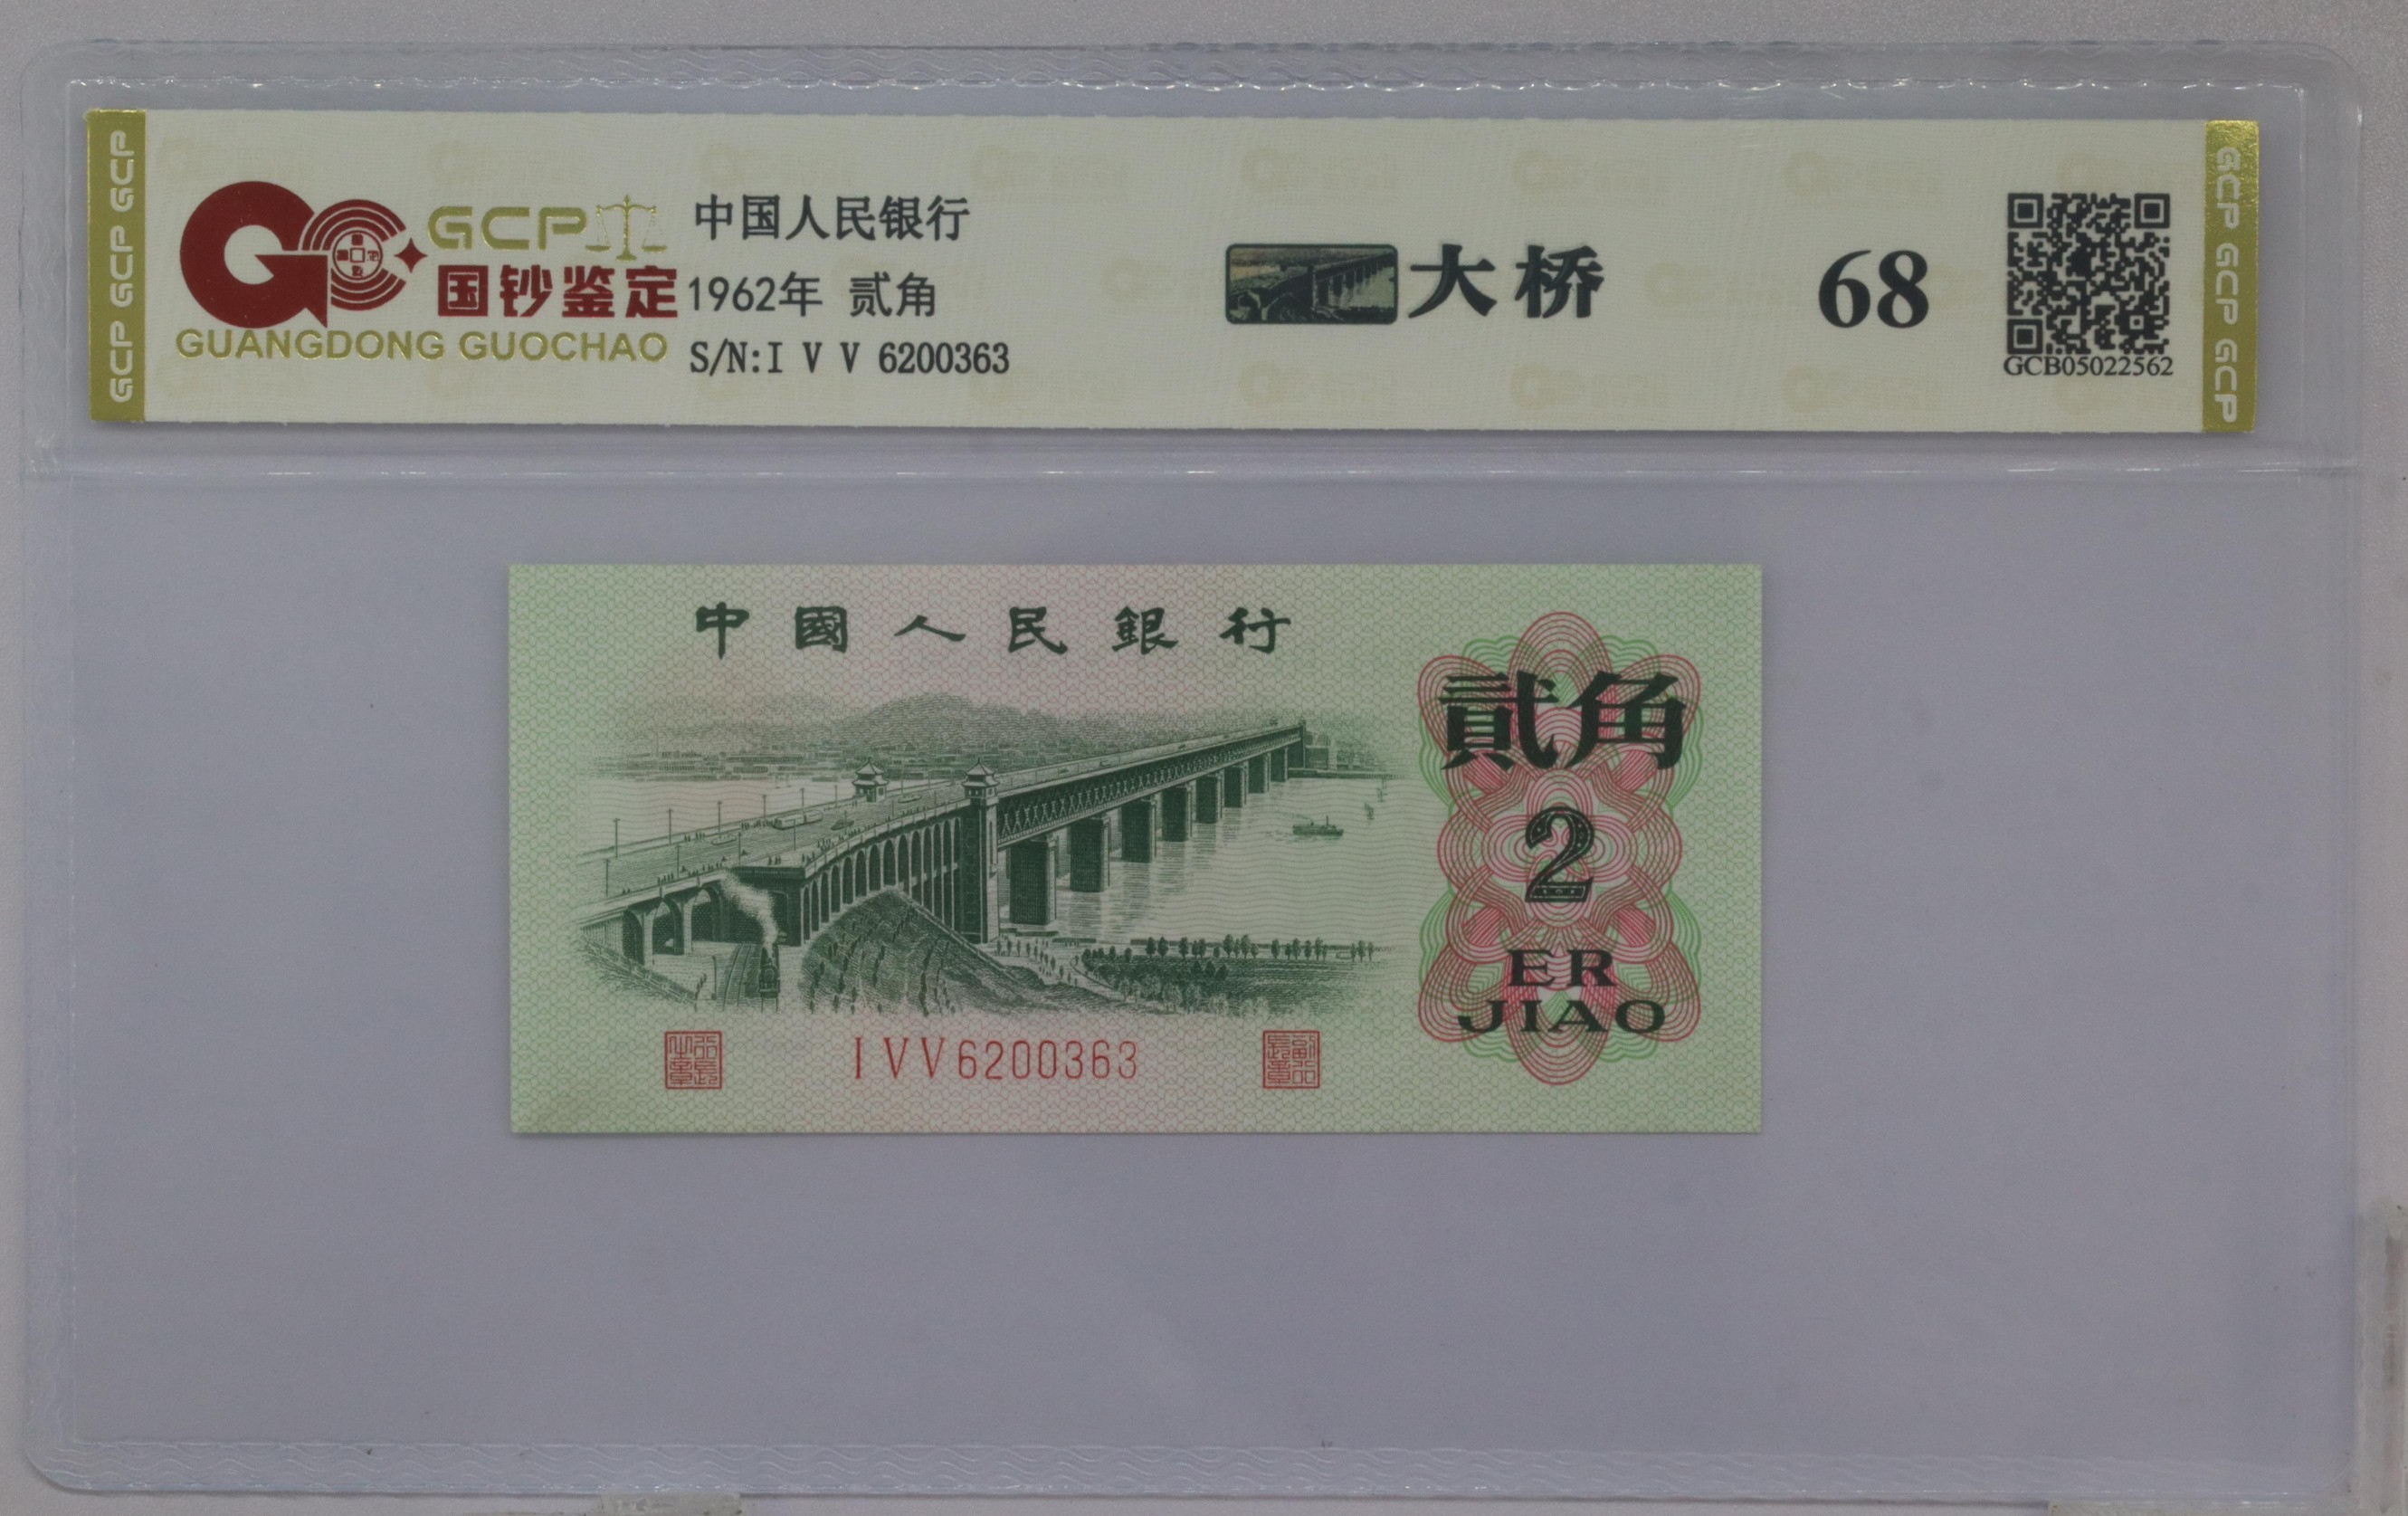 GCP GCP GCP
GCP
国钞鉴定
GUANGDONG GUOCHAO
中国人民银行
1962年 贰角
S/N:I V V 6200363
大桥
68
GCB05022562
GCP GCP GCP
中國人民銀行
貳角
2
ER
JIAO
I V V 6200363